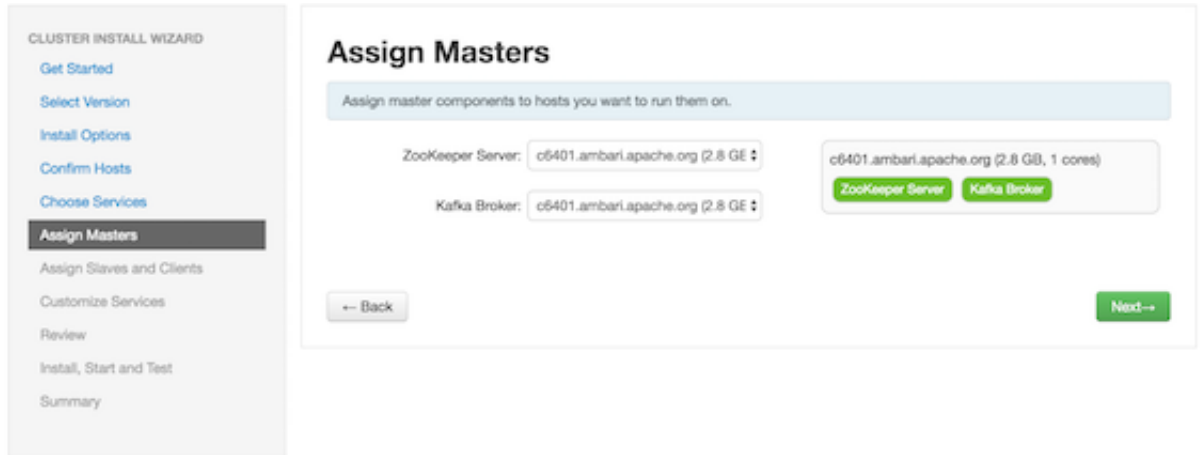 CLUSTER INSTALL WIZARD
Get Started
Select Version
Install Options
Confirm Hosts
Choose Services
Assign Masters
Assign Slaves and Clients
Customize Services
Review
Install, Start and Test
Summary
Assign Masters
Assign master components to hosts you want to run them on.
ZooKeeper Server: c6401.ambari.apache.org (2.8 GE
Kafka Broker: c6401.ambari.apache.org (2.8 GE
c6401.ambari.apache.org (2.8 GB, 1 cores)
ZooKeeper Server Kafka Broker
← Back
Next→